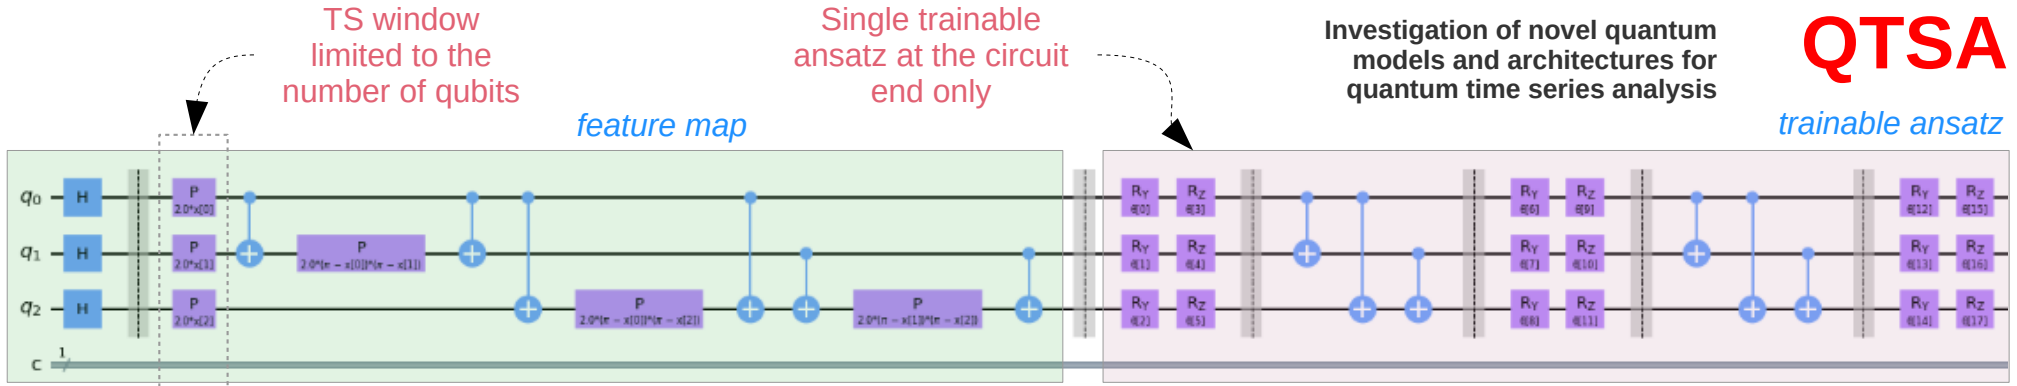 TS window
limited to the
number of qubits
Single trainable
ansatz at the circuit
end only
Investigation of novel quantum
models and architectures for
quantum time series analysis
QTSA
feature map
trainable ansatz
q0 H P 2.0*x[0] RY θ[0] RZ θ[3] RY θ[6] RZ θ[9] RY θ[12] RZ θ[15]
q1 H P 2.0*x[1] P 2.0*(π − x[0])*(π − x[1]) RY θ[1] RZ θ[4] RY θ[7] RZ θ[10] RY θ[13] RZ θ[16]
q2 H P 2.0*x[2] P 2.0*(π − x[0])*(π − x[2]) P 2.0*(π − x[1])*(π − x[2]) RY θ[2] RZ θ[5] RY θ[8] RZ θ[11] RY θ[14] RZ θ[17]
c 1